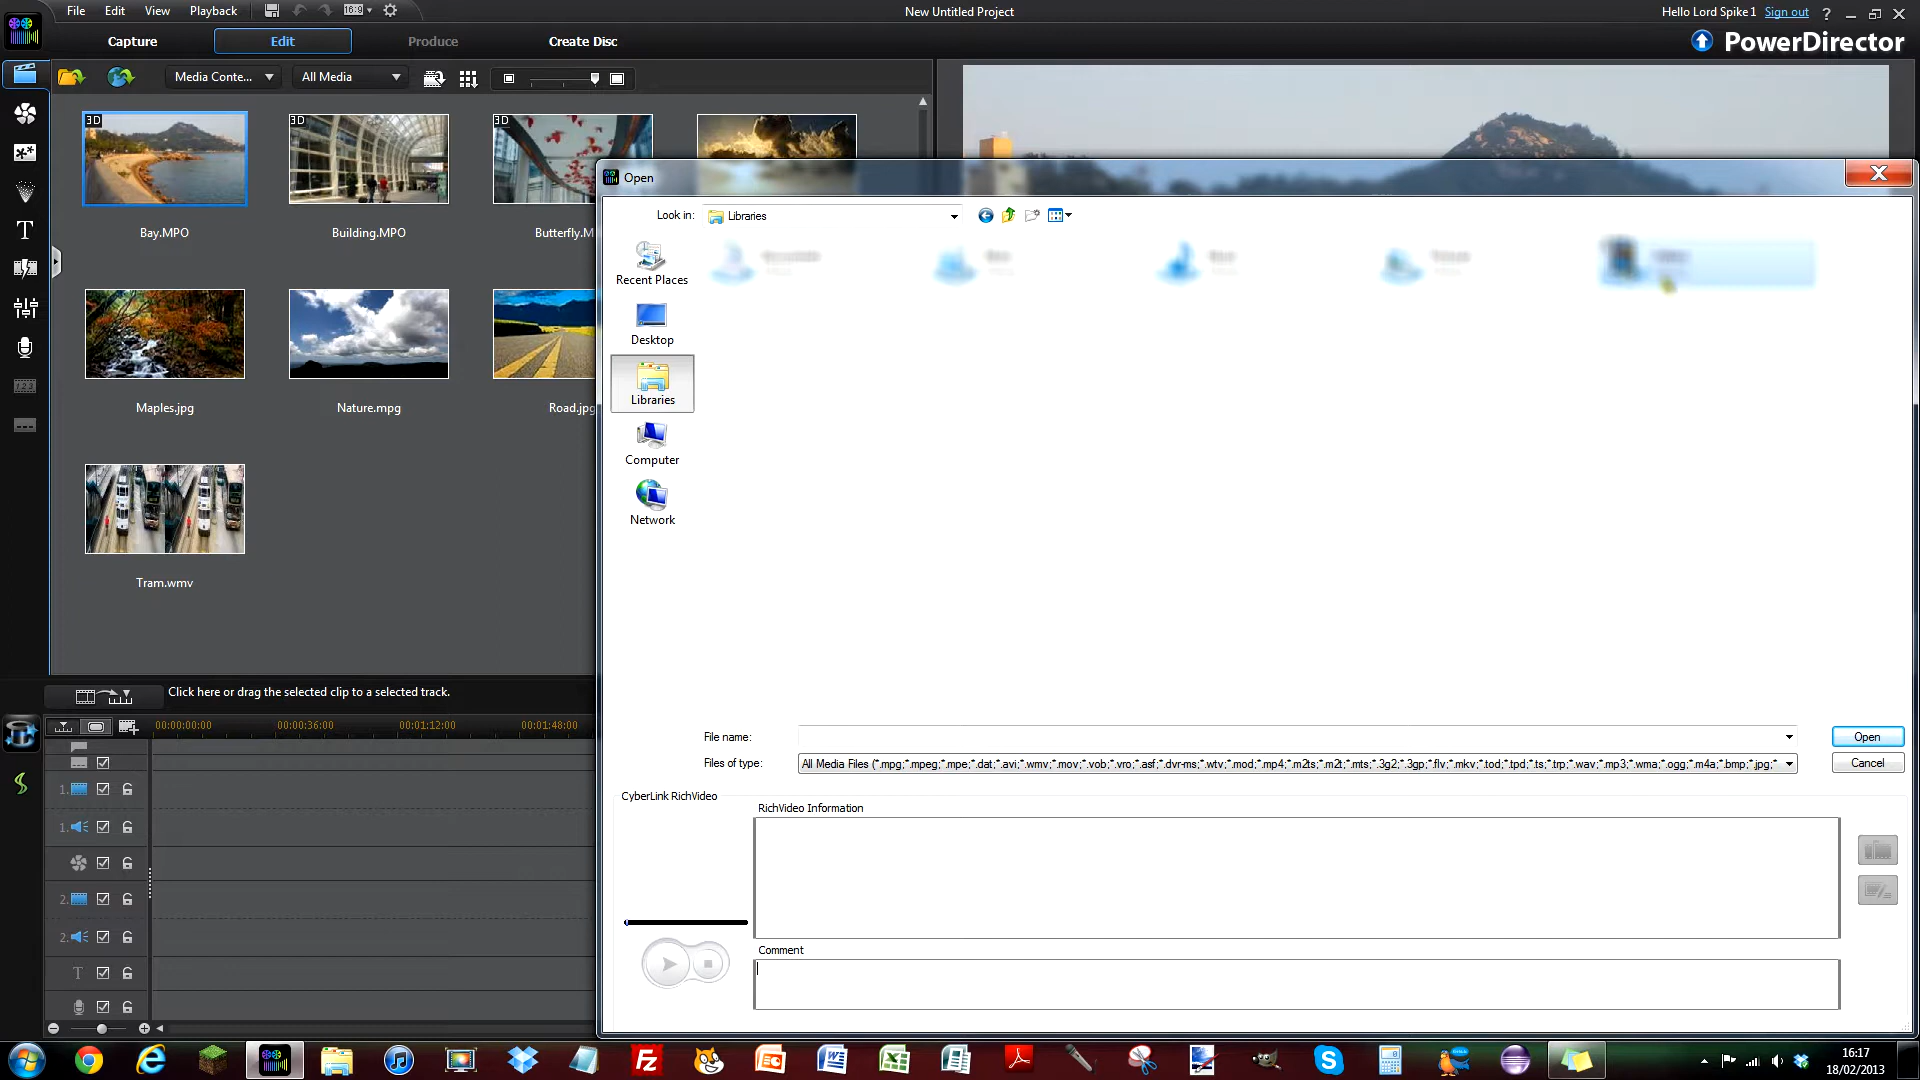 File Edit View Playback 16:9 New Untitled Project Hello Lord Spike1 Sign out ?
Capture Edit Produce Create Disc PowerDirector
Media Conte... All Media
3D 3D 3D
Bay.MPO Building.MPO Butterfly.M
Maples.jpg Nature.mpg Road.jpg
Tram.wmv
Click here or drag the selected clip to a selected track.
00:00:00:00 00:00:36:00 00:01:12:00 00:01:48:00
1.
1.
2.
2.
T
Open
Look in: Libraries
Recent Places
Desktop
Libraries
Computer
Network
File name: Open
Files of type: All Media Files (*.mpg;*.mpeg;*.mpe;*.dat;*.avi;*.wmv;*.mov;*.vob;*.vro;*.asf;*.dvr-ms;*.wtv;*.mod;*.mp4;*.m2ts;*.m2t;*.mts;*.3g2;*.3gp;*.flv;*.mkv;*.tod;*.tpd;*.ts;*.trp;*.wav;*.mp3;*.wma;*.ogg;*.m4a;*.bmp;*.jpg;* Cancel
CyberLink RichVideo
RichVideo Information
Comment
16:17
18/02/2013